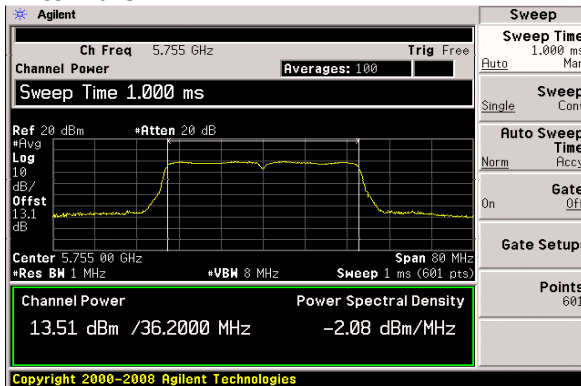 Agilent
Sweep
Ch Freq 5.755 GHz Trig Free
Channel Power Averages: 100
Sweep Time 1.000 ms
Ref 20 dBm #Atten 20 dB
#Avg
Log
10
dB/
Offst
13.1
dB
Center 5.755 00 GHz Span 80 MHz
#Res BW 1 MHz #VBW 8 MHz Sweep 1 ms (601 pts)
Channel Power Power Spectral Density
13.51 dBm /36.2000 MHz -2.08 dBm/MHz
Copyright 2000-2008 Agilent Technologies
Sweep Time
1.000 ms
Auto Man
Sweep
Single Cont
Auto Sweep
Time
Norm Accy
Gate
On Of
Gate Setup
Points
601